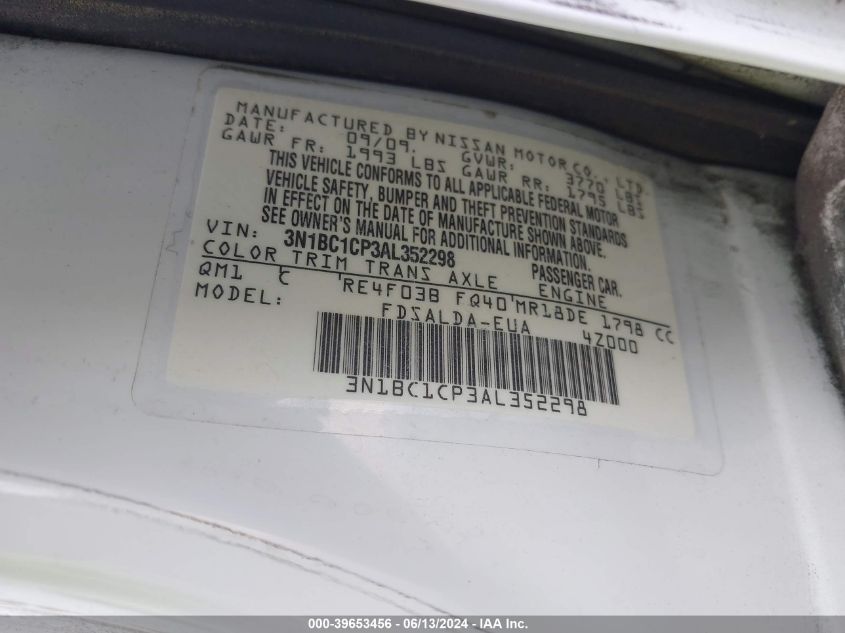 MANUFACTURED BY NISSAN MOTOR CO., LTD.
DATE: 09/09. GVWR: 3770 LBS
GAWR FR: 1993 LBS GAWR RR: 1795 LBS
THIS VEHICLE CONFORMS TO ALL APPLICABLE FEDERAL MOTOR
VEHICLE SAFETY, BUMPER AND THEFT PREVENTION STANDARDS
IN EFFECT ON THE DATE OF MANUFACTURE SHOWN ABOVE.
SEE OWNER'S MANUAL FOR ADDITIONAL INFORMATION.
VIN: 3N1BC1CP3AL352298 PASSENGER CAR.
COLOR TRIM TRANS AXLE ENGINE
QM1 C RE4F03B FQ40 MR18DE 1798 CC
MODEL: FDSALDA-EUA 4Z000
3N1BC1CP3AL352298
000-39653456 - 06/13/2024 - IAA Inc.